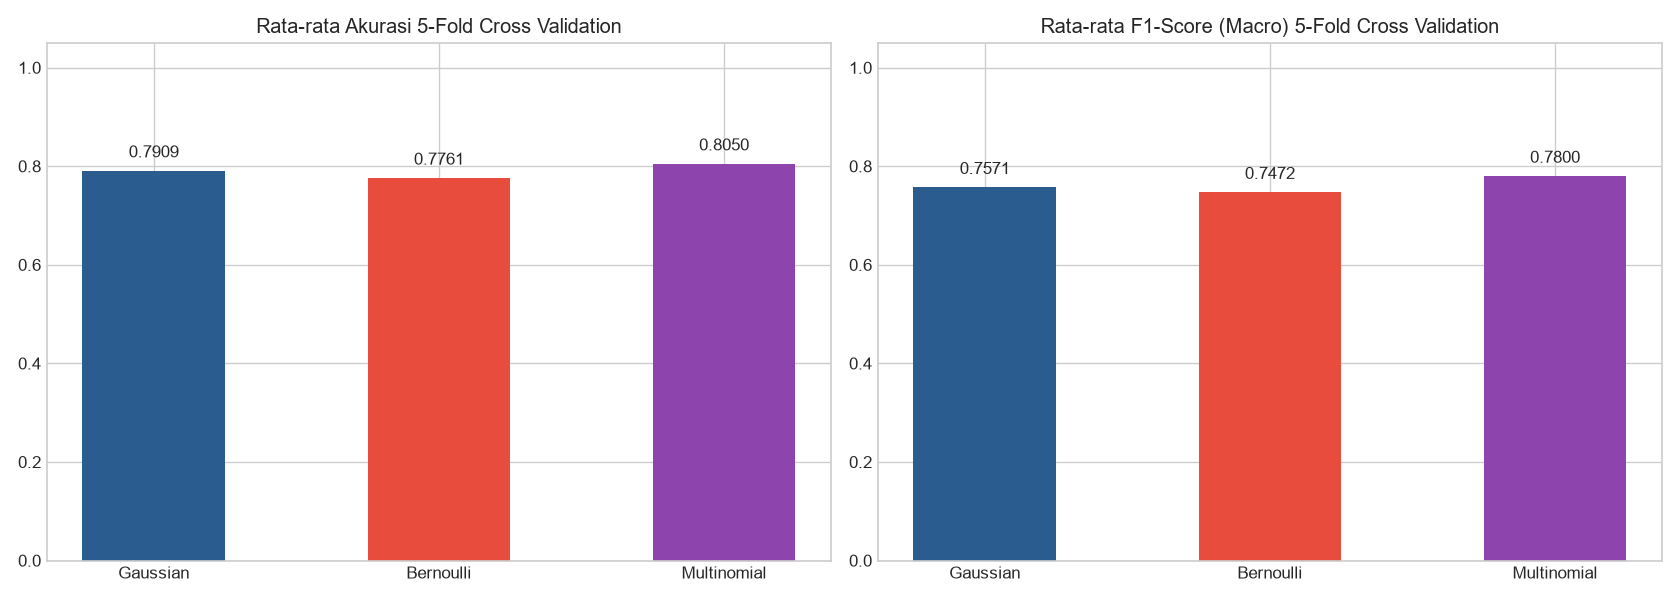 Rata-rata Akurasi 5-Fold Cross Validation
1.0
0.8
0.6
0.4
0.2
0.0
0.7909
0.7761
0.8050
Gaussian
Bernoulli
Multinomial
Rata-rata F1-Score (Macro) 5-Fold Cross Validation
1.0
0.8
0.6
0.4
0.2
0.0
0.7571
0.7472
0.7800
Gaussian
Bernoulli
Multinomial